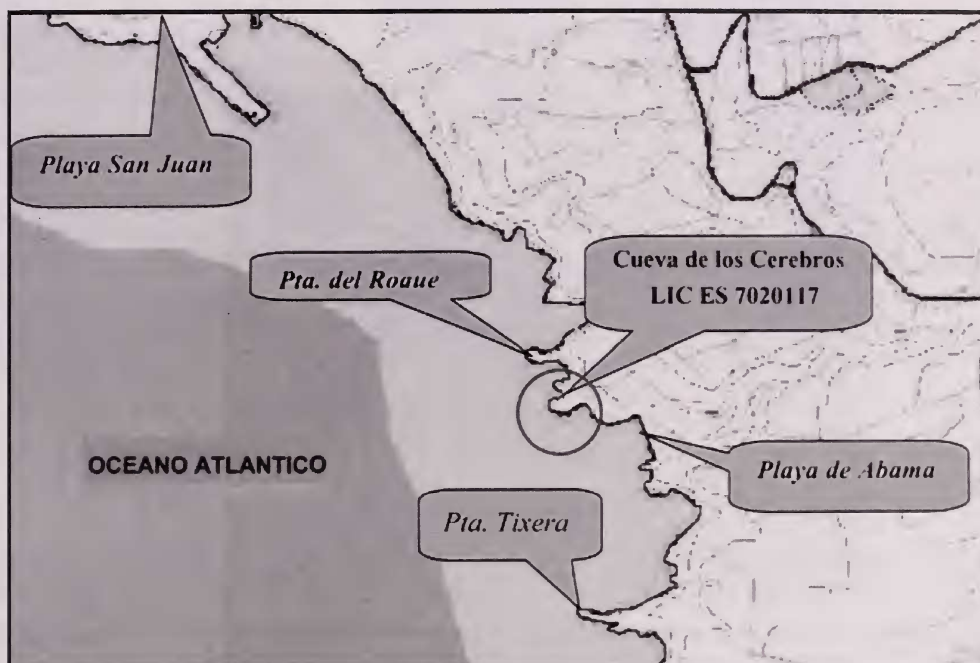 Playa San Juan
Pta. del Roaue
Cueva de los Cerebros
LIC ES 7020117
OCEANO ATLANTICO
Playa de Abama
Pta. Tixera